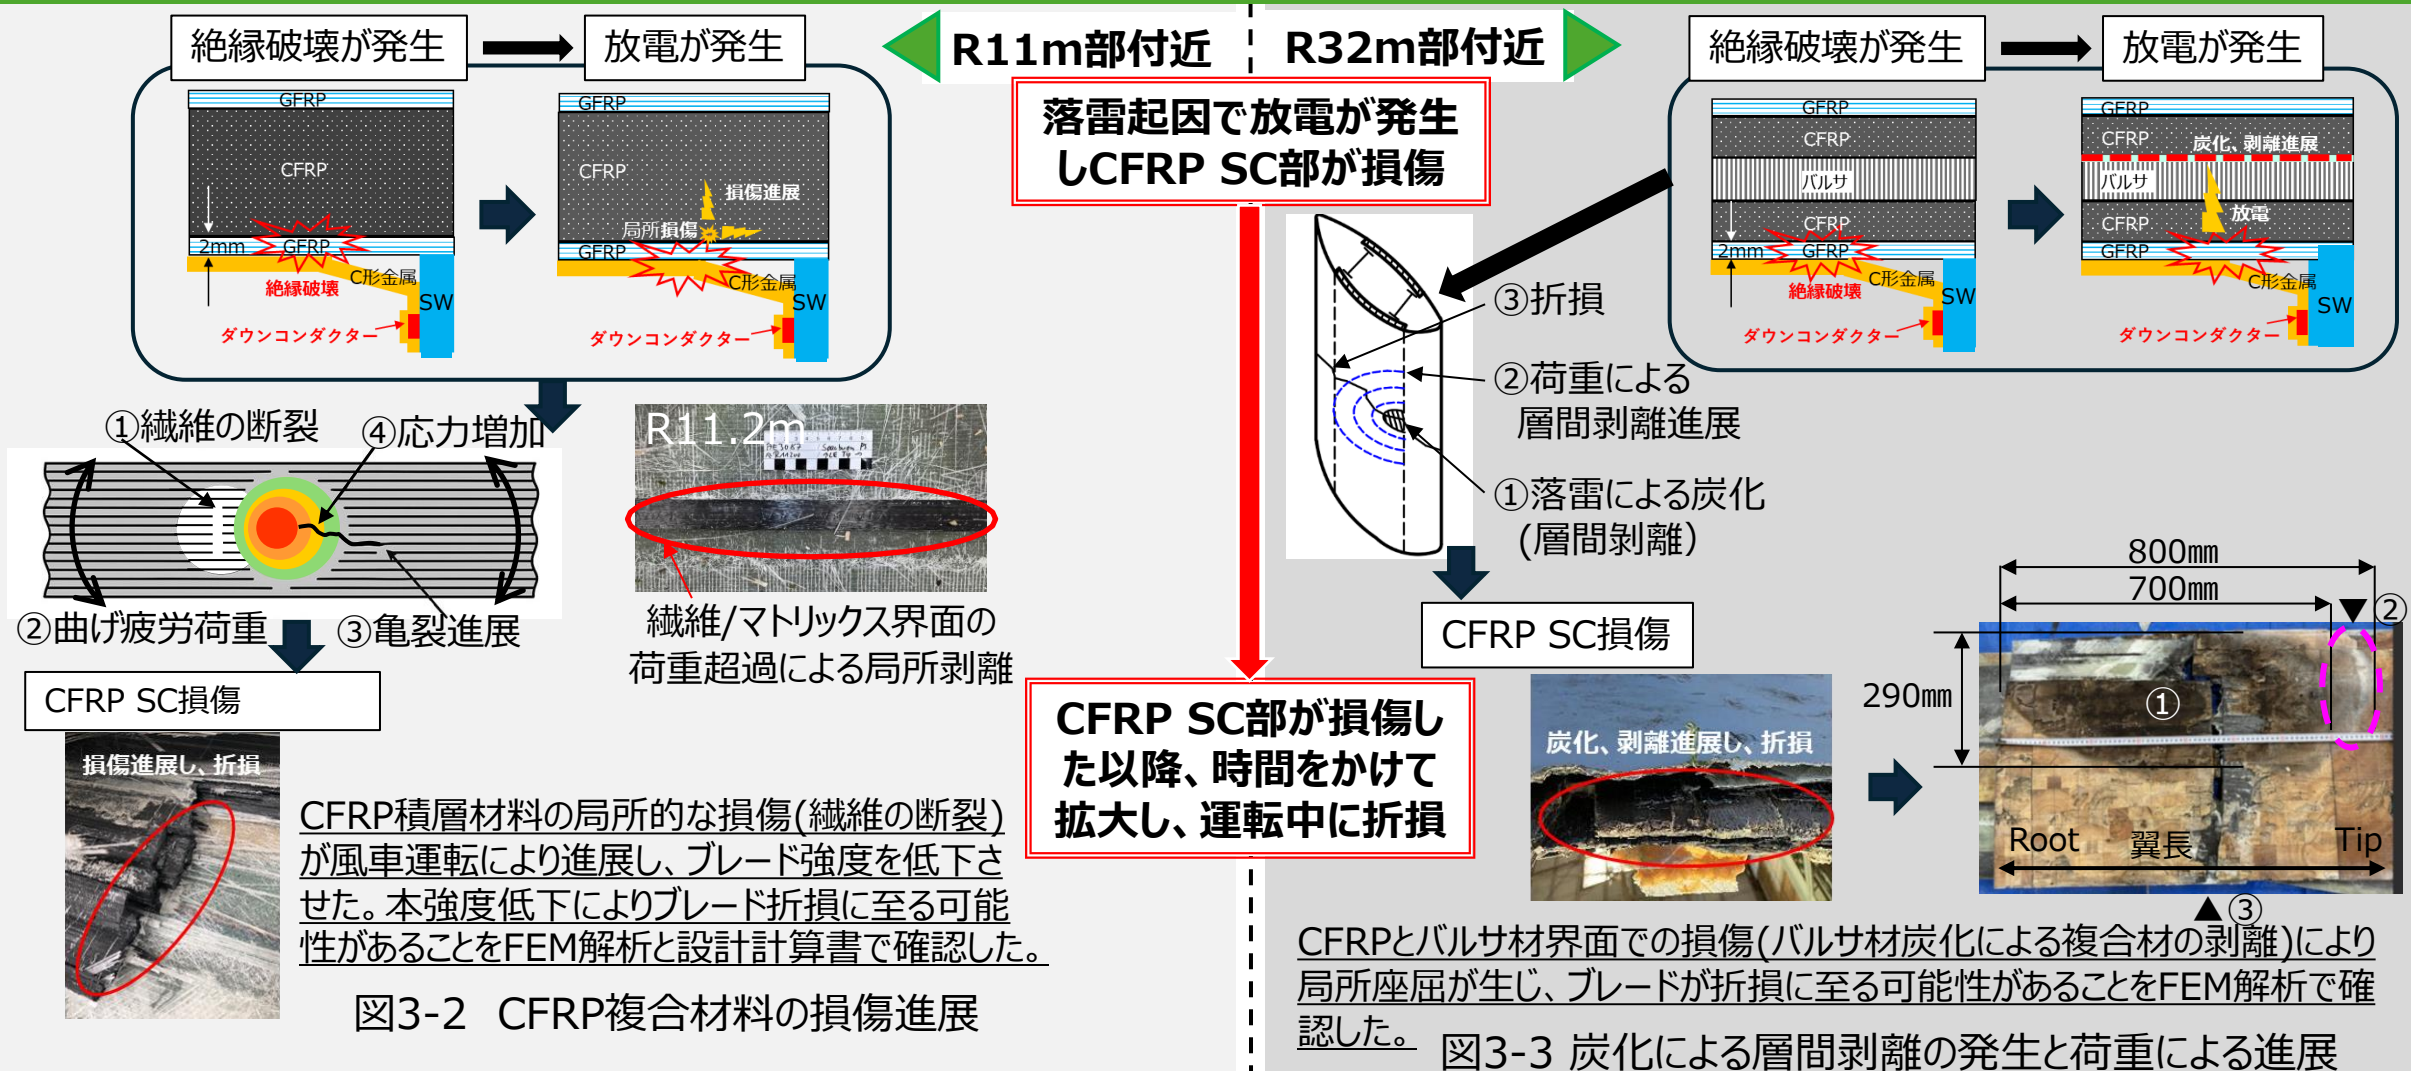 絶縁破壊が発生
放電が発生
GFRP
CFRP
2mm
GFRP
絶縁破壊
C形金属
SW
ダウンコンダクター
GFRP
CFRP
損傷進展
局所損傷
GFRP
C形金属
SW
ダウンコンダクター
R11m部付近
R32m部付近
落雷起因で放電が発生
しCFRP SC部が損傷
絶縁破壊が発生
放電が発生
GFRP
CFRP
バルサ
CFRP
2mm
GFRP
絶縁破壊
C形金属
SW
ダウンコンダクター
GFRP
CFRP
炭化、剥離進展
バルサ
放電
CFRP
GFRP
C形金属
SW
ダウンコンダクター
①繊維の断裂
④応力増加
②曲げ疲労荷重
③亀裂進展
R11.2m
繊維/マトリックス界面の
荷重超過による局所剥離
CFRP SC損傷
損傷進展し、折損
CFRP積層材料の局所的な損傷(繊維の断裂)
が風車運転により進展し、ブレード強度を低下さ
せた。本強度低下によりブレード折損に至る可能
性があることをFEM解析と設計計算書で確認した。
図3-2 CFRP複合材料の損傷進展
CFRP SC部が損傷し
た以降、時間をかけて
拡大し、運転中に折損
③折損
②荷重による
層間剥離進展
①落雷による炭化
(層間剥離)
CFRP SC損傷
炭化、剥離進展し、折損
800㎜
700㎜
290㎜
①
▼②
Root 翼長 Tip
▲③
CFRPとバルサ材界面での損傷(バルサ材炭化による複合材の剥離)により
局所座屈が生じ、ブレードが折損に至る可能性があることをFEM解析で確
認した。
図3-3 炭化による層間剥離の発生と荷重による進展